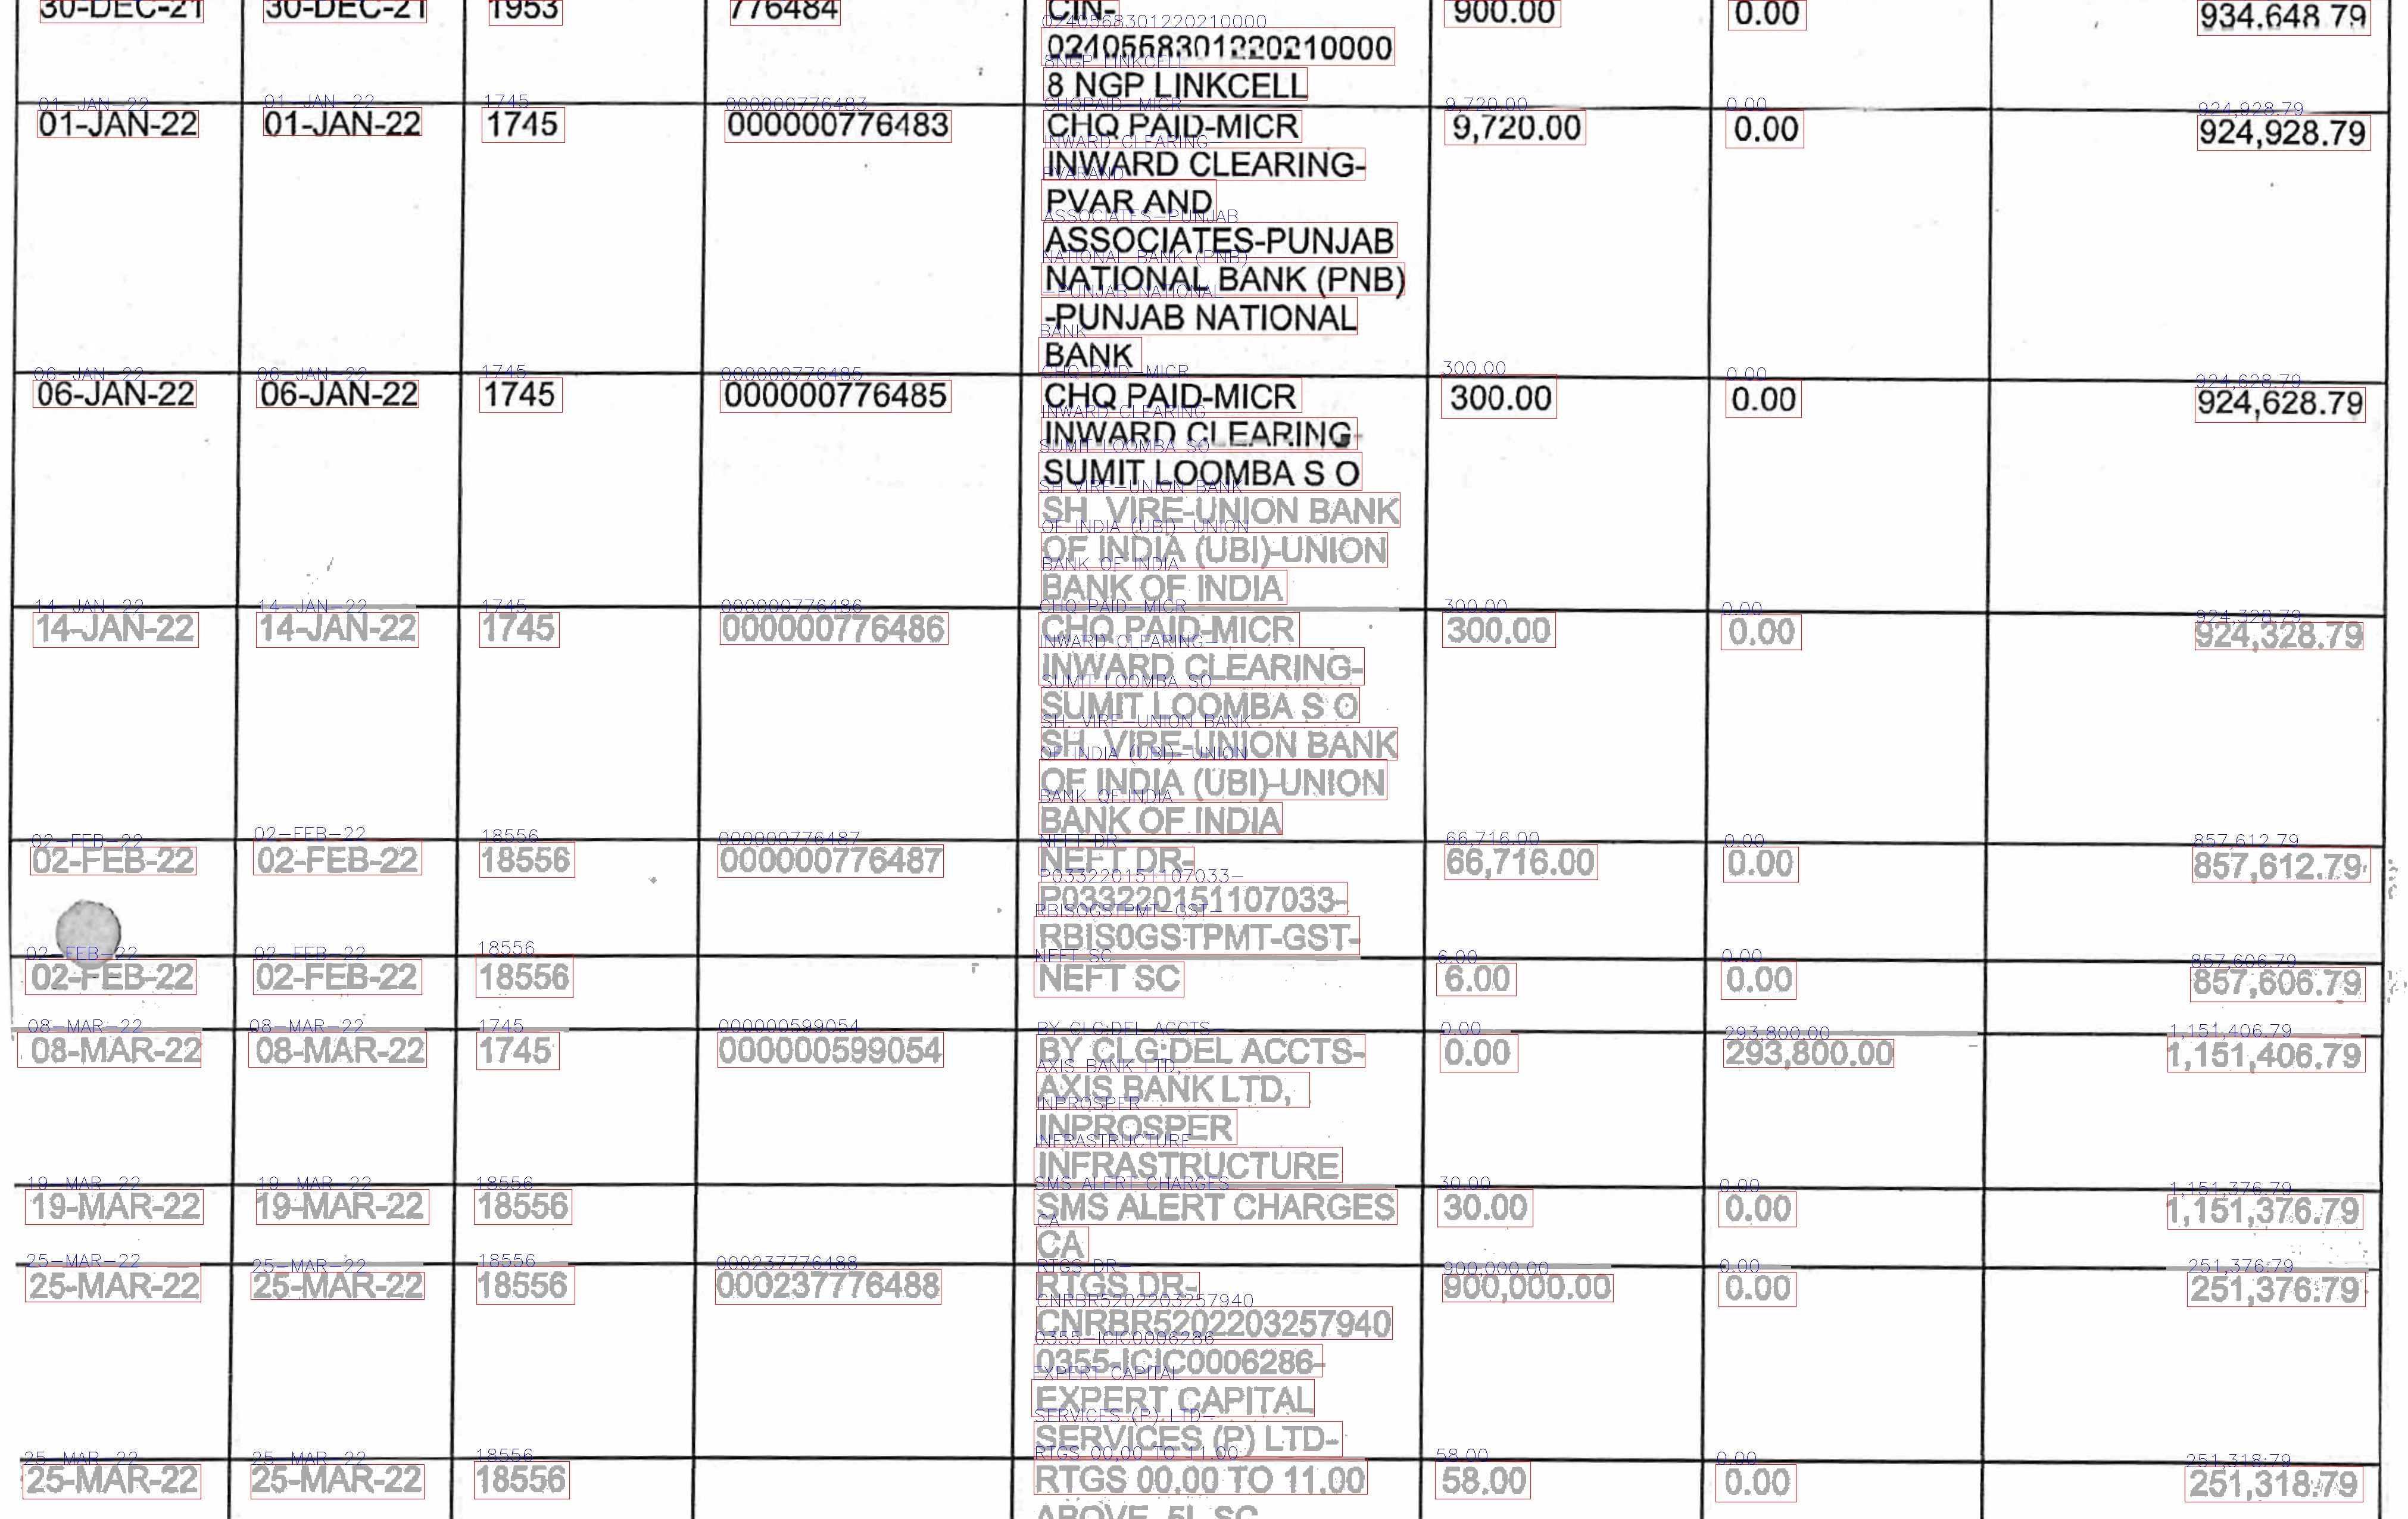 30-DEC-21 30-DEC-21 1953 776484 CIN- 900.00 0.00 934,648.79
0240568301220210000
8 NGP LINKCELL
01-JAN-22 01-JAN-22 1745 000000776483 CHQ PAID-MICR 9,720.00 0.00 924,928.79
INWARD CLEARING-
PVAR AND
ASSOCIATES-PUNJAB
NATIONAL BANK (PNB)
-PUNJAB NATIONAL
BANK
06-JAN-22 06-JAN-22 1745 000000776485 CHQ PAID-MICR 300.00 0.00 924,628.79
INWARD CLEARING-
SUMIT LOOMBA S O
SH VIRE-UNION BANK
OF INDIA (UBI)-UNION
BANK OF INDIA
14-JAN-22 14-JAN-22 1745 000000776486 CHQ PAID-MICR 300.00 0.00 924,328.79
INWARD CLEARING-
SUMIT LOOMBA S O
SH. VIRE-UNION BANK
OF INDIA (UBI)-UNION
BANK OF INDIA
02-FEB-22 02-FEB-22 18556 000000776487 NEFT DR- 66,716.00 0.00 857,612.79
P033220151107033-
RBIS0GSTPMT-GST-
02-FEB-22 02-FEB-22 18556 NEFT SC 6.00 0.00 857,606.79
08-MAR-22 08-MAR-22 1745 000000599054 BY CLG:DEL ACCTS- 0.00 293,800.00 1,151,406.79
AXIS BANK LTD,
INPROSPER
INFRASTRUCTURE
19-MAR-22 19-MAR-22 18556 SMS ALERT CHARGES 30.00 0.00 1,151,376.79
CA
25-MAR-22 25-MAR-22 18556 000237776488 RTGS DR- 900,000.00 0.00 251,376.79
CNRBR5202203257940
0355-ICIC0006286-
EXPERT CAPITAL
SERVICES (P) LTD-
25-MAR-22 25-MAR-22 18556 RTGS 00.00 TO 11.00 58.00 0.00 251,318.79
ABOVE 5L SC